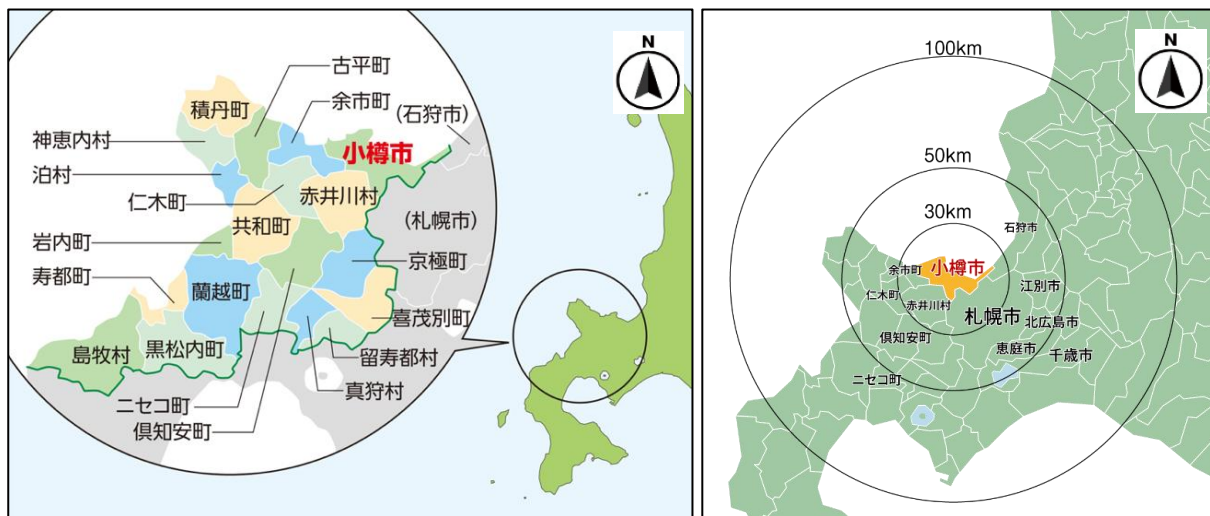 N
古平町
余市町
(石狩市)
積丹町
神恵内村
小樽市
泊村
仁木町
赤井川村
共和町
(札幌市)
岩内町
京極町
寿都町
蘭越町
喜茂別町
島牧村
黒松内町
留寿都村
真狩村
ニセコ町
倶知安町
N
100km
50km
30km
石狩市
余市町
小樽市
仁木町
赤井川村
江別市
札幌市
北広島市
倶知安町
恵庭市
千歳市
ニセコ町